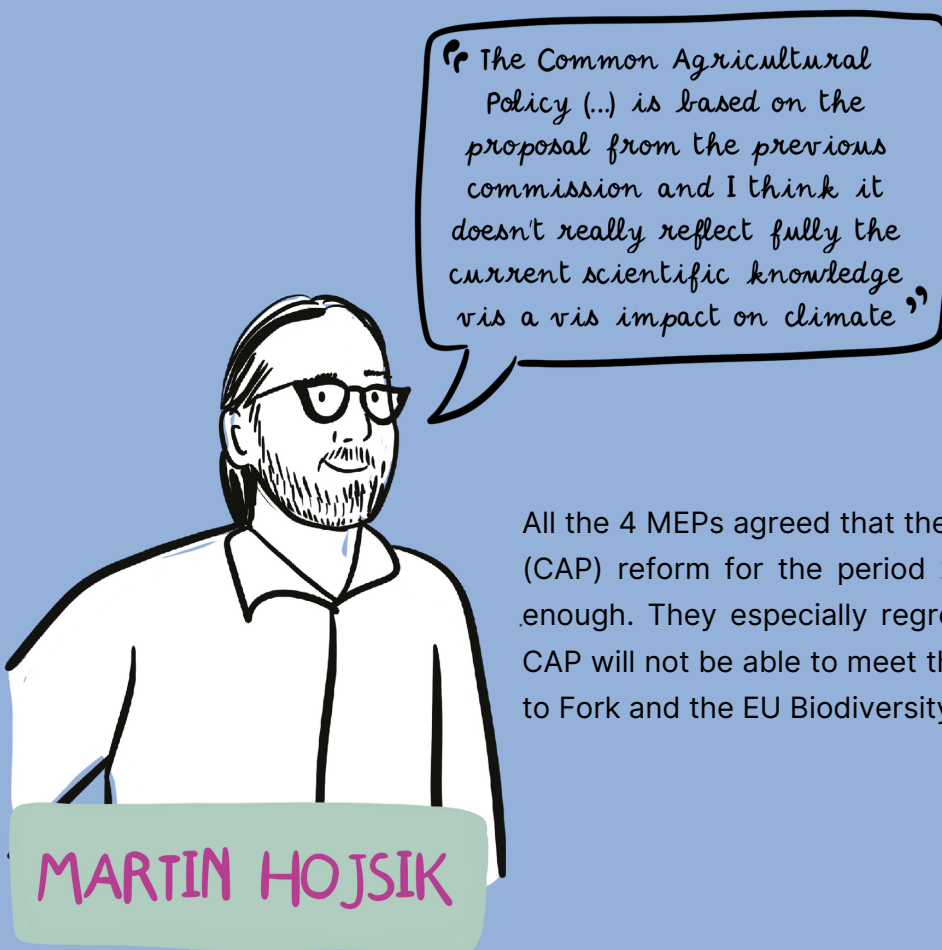 “ The Common Agricultural
Policy (...) is based on the
proposal from the previous
commission and I think it
doesn't really reflect fully the
current scientific knowledge
vis a vis impact on climate ”
All the 4 MEPs agreed that the
(CAP) reform for the period
enough. They especially
CAP will not be able to meet
to Fork and the EU Biodiversity
MARTIN HOJSIK